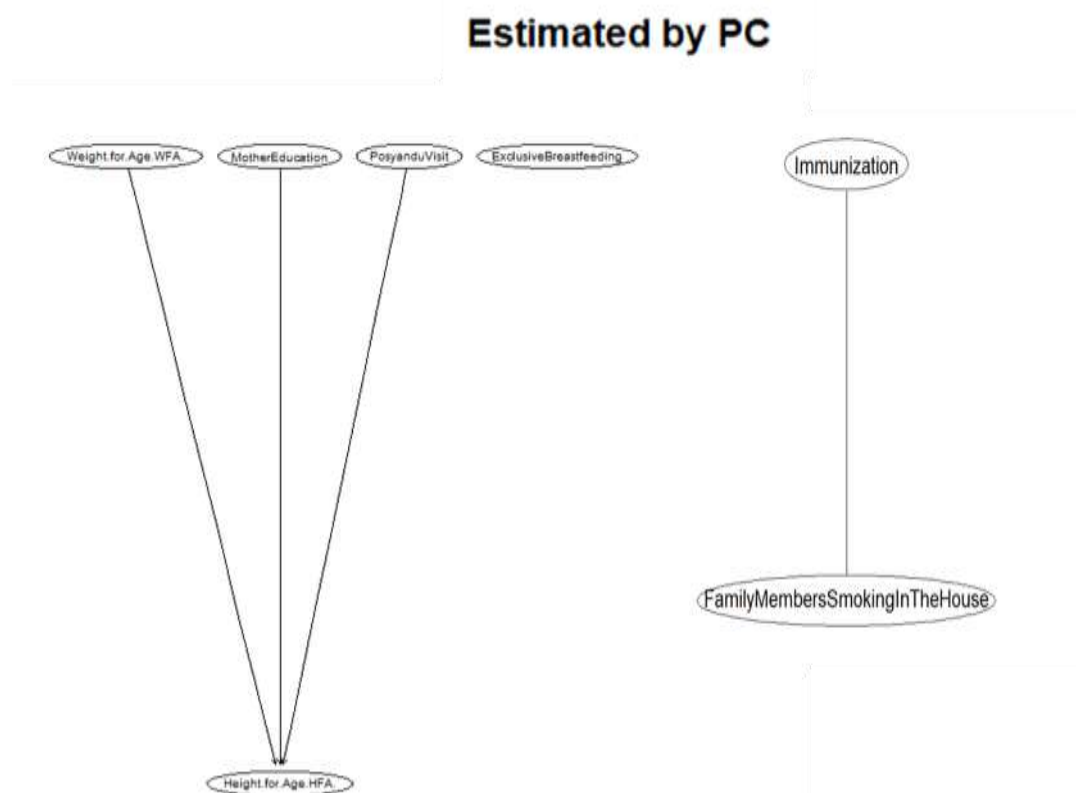 Estimated by PC
Weight.for.Age.WFA.
MotherEducation
PosyanduVisit
ExclusiveBreastfeeding
Immunization
FamilyMembersSmokingInTheHouse
Height.for.Age.HFA.